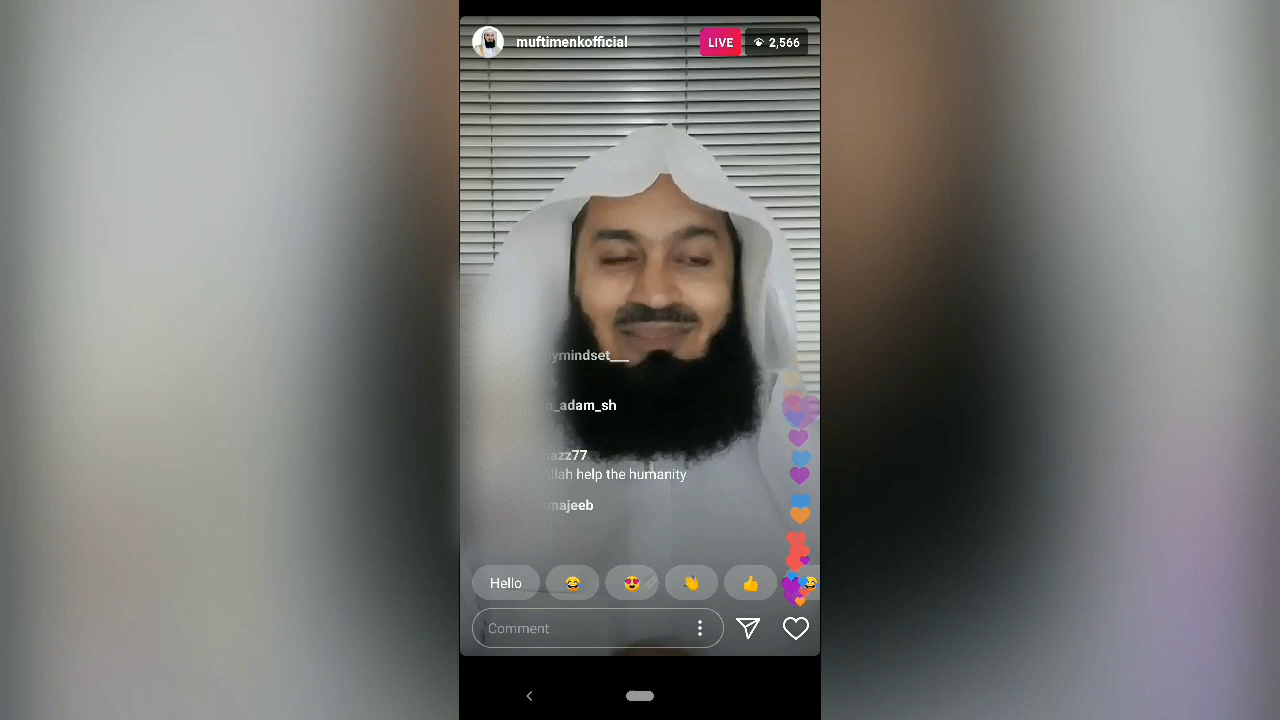 muftimenkofficial
LIVE 2,566
ymindset___
_adam_sh
azz77
llah help the humanity
majeeb
Hello
Comment